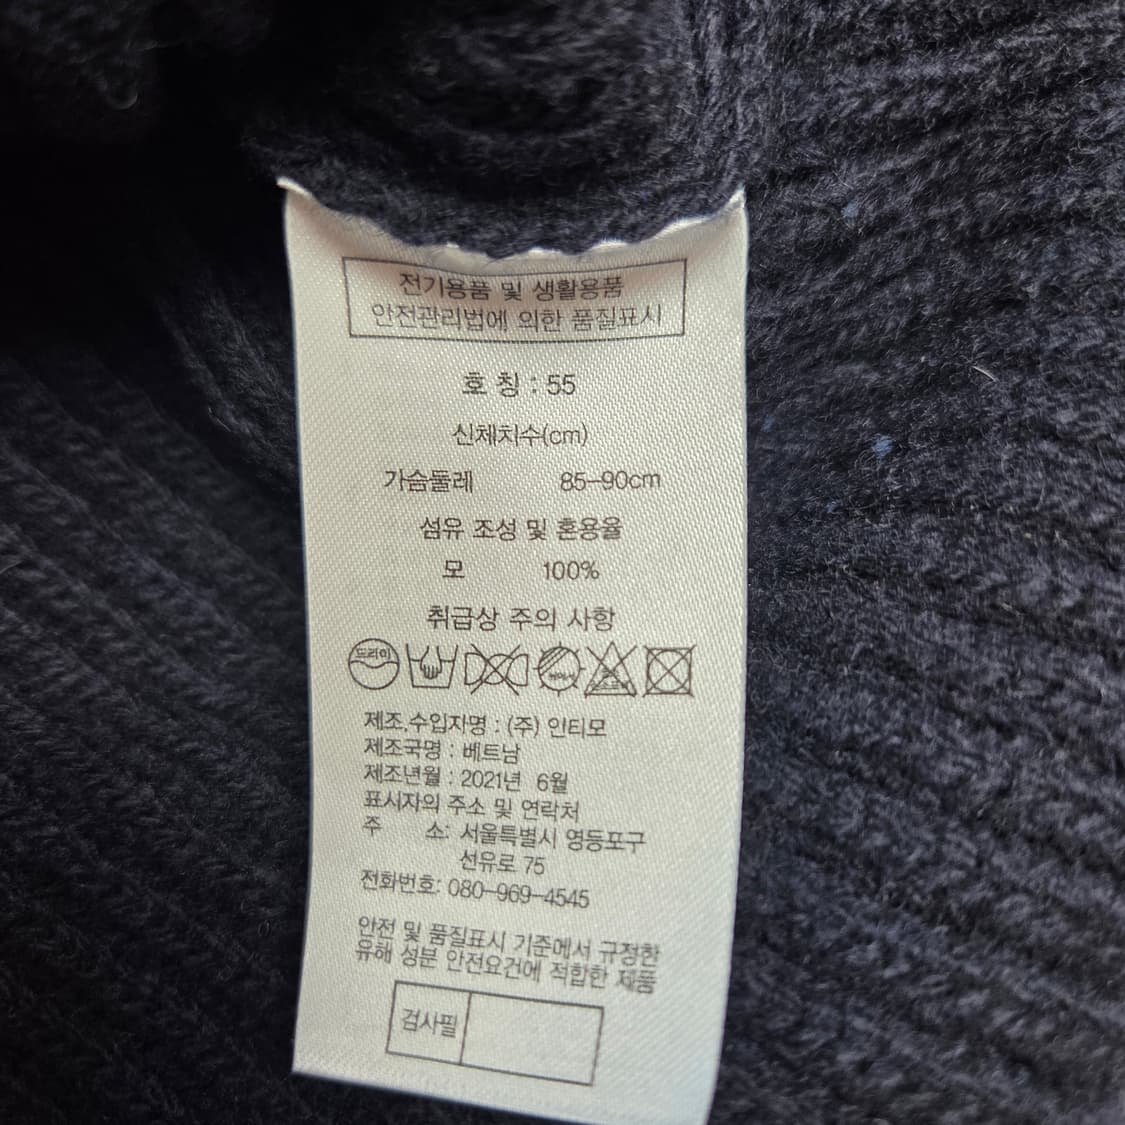 전기용품 및 생활용품
안전관리법에 의한 품질표시
호 칭 : 55
신체치수(cm)
가슴둘레 85-90cm
섬유 조성 및 혼용율
모 100%
취급상 주의 사항
드라이
제조,수입자명 : (주) 인티모
제조국명 : 베트남
제조년월 : 2021년 6월
표시자의 주소 및 연락처
주 소: 서울특별시 영등포구
선유로 75
전화번호: 080-969-4545
안전 및 품질표시 기준에서 규정한
유해 성분 안전요건에 적합한 제품
검사필